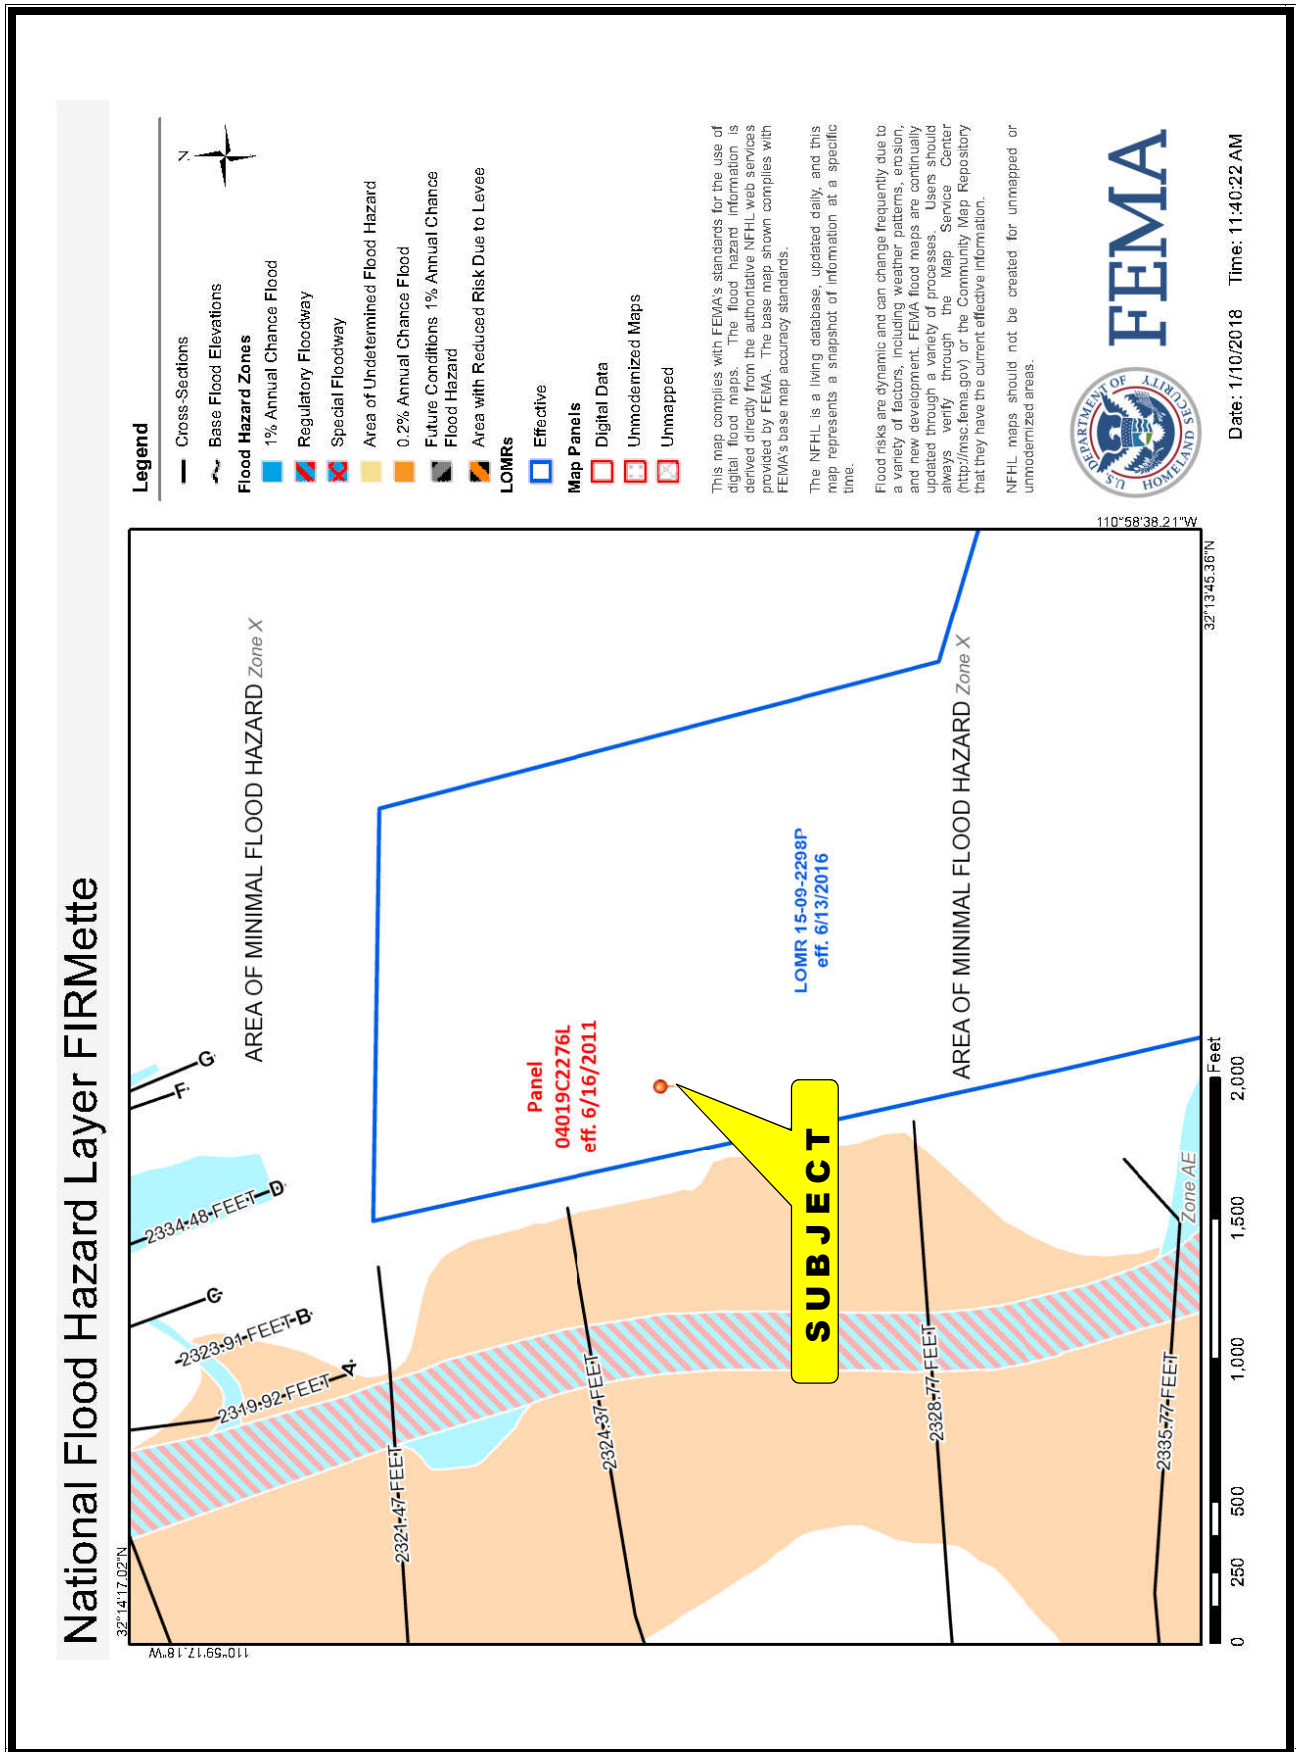 National Flood Hazard Layer FIRMette
32°14'17.02"N
110°59'17.18"W
2319.92 FEET A
2323.91 FEET B
C
2334.48 FEET D
F
G
AREA OF MINIMAL FLOOD HAZARD Zone X
2321.47 FEET
2324.37 FEET
2328.77 FEET
2335.77 FEET
Panel
04019C2276L
eff. 6/16/2011
SUBJECT
LOMR 15-09-2298P
eff. 6/13/2016
AREA OF MINIMAL FLOOD HAZARD Zone X
Zone AE
0 250 500 1,000 1,500 2,000
Feet
32°13'45.36"N
110°58'38.21"W
Legend
Cross-Sections
Base Flood Elevations
Flood Hazard Zones
1% Annual Chance Flood
Regulatory Floodway
Special Floodway
Area of Undetermined Flood Hazard
0.2% Annual Chance Flood
Future Conditions 1% Annual Chance
Flood Hazard
Area with Reduced Risk Due to Levee
LOMRs
Effective
Map Panels
Digital Data
Unmodernized Maps
Unmapped
N
This map complies with FEMA's standards for the use of
digital flood maps. The flood hazard information is
derived directly from the authoritative NFHL web services
provided by FEMA. The base map shown complies with
FEMA's base map accuracy standards.
The NFHL is a living database, updated daily, and this
map represents a snapshot of information at a specific
time.
Flood risks are dynamic and can change frequently due to
a variety of factors, including weather patterns, erosion,
and new development. FEMA flood maps are continually
updated through a variety of processes. Users should
always verify through the Map Service Center
(http://msc.fema.gov) or the Community Map Repository
that they have the current effective information.
NFHL maps should not be created for unmapped or
unmodernized areas.
U.S. DEPARTMENT OF HOMELAND SECURITY
FEMA
Date: 1/10/2018 Time: 11:40:22 AM